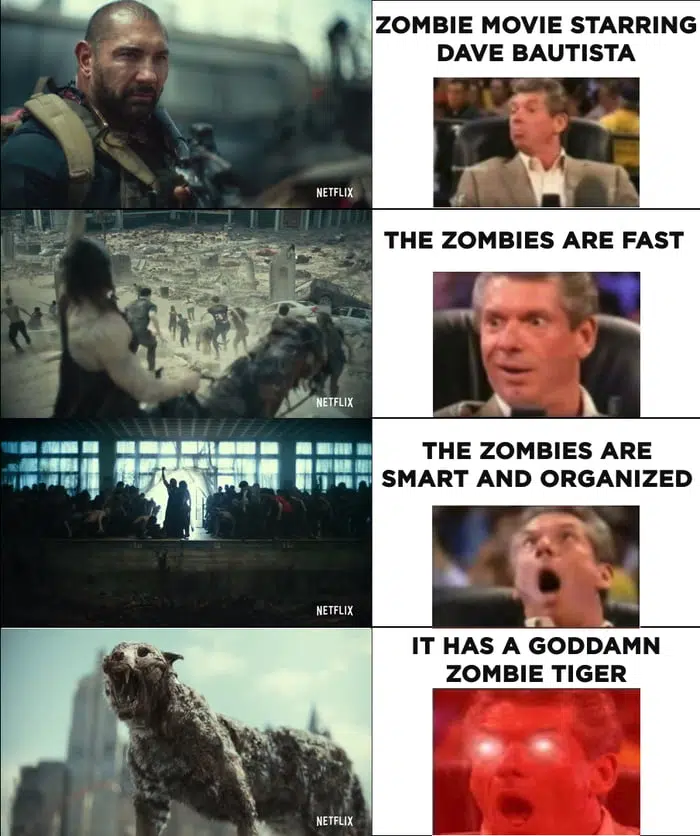 ZOMBIE MOVIE STARRING
DAVE BAUTISTA
NETFLIX
THE ZOMBIES ARE FAST
NETFLIX
THE ZOMBIES ARE
SMART AND ORGANIZED
NETFLIX
IT HAS A GODDAMN
ZOMBIE TIGER
NETFLIX